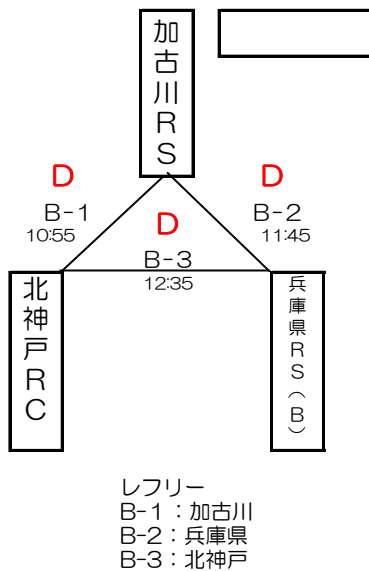 加古川RS
D
D
B-1
B-2
10:55
11:45
D
B-3
12:35
北神戸RC
兵庫県RS(B)
レフリー
B-1：加古川
B-2：兵庫県
B-3：北神戸